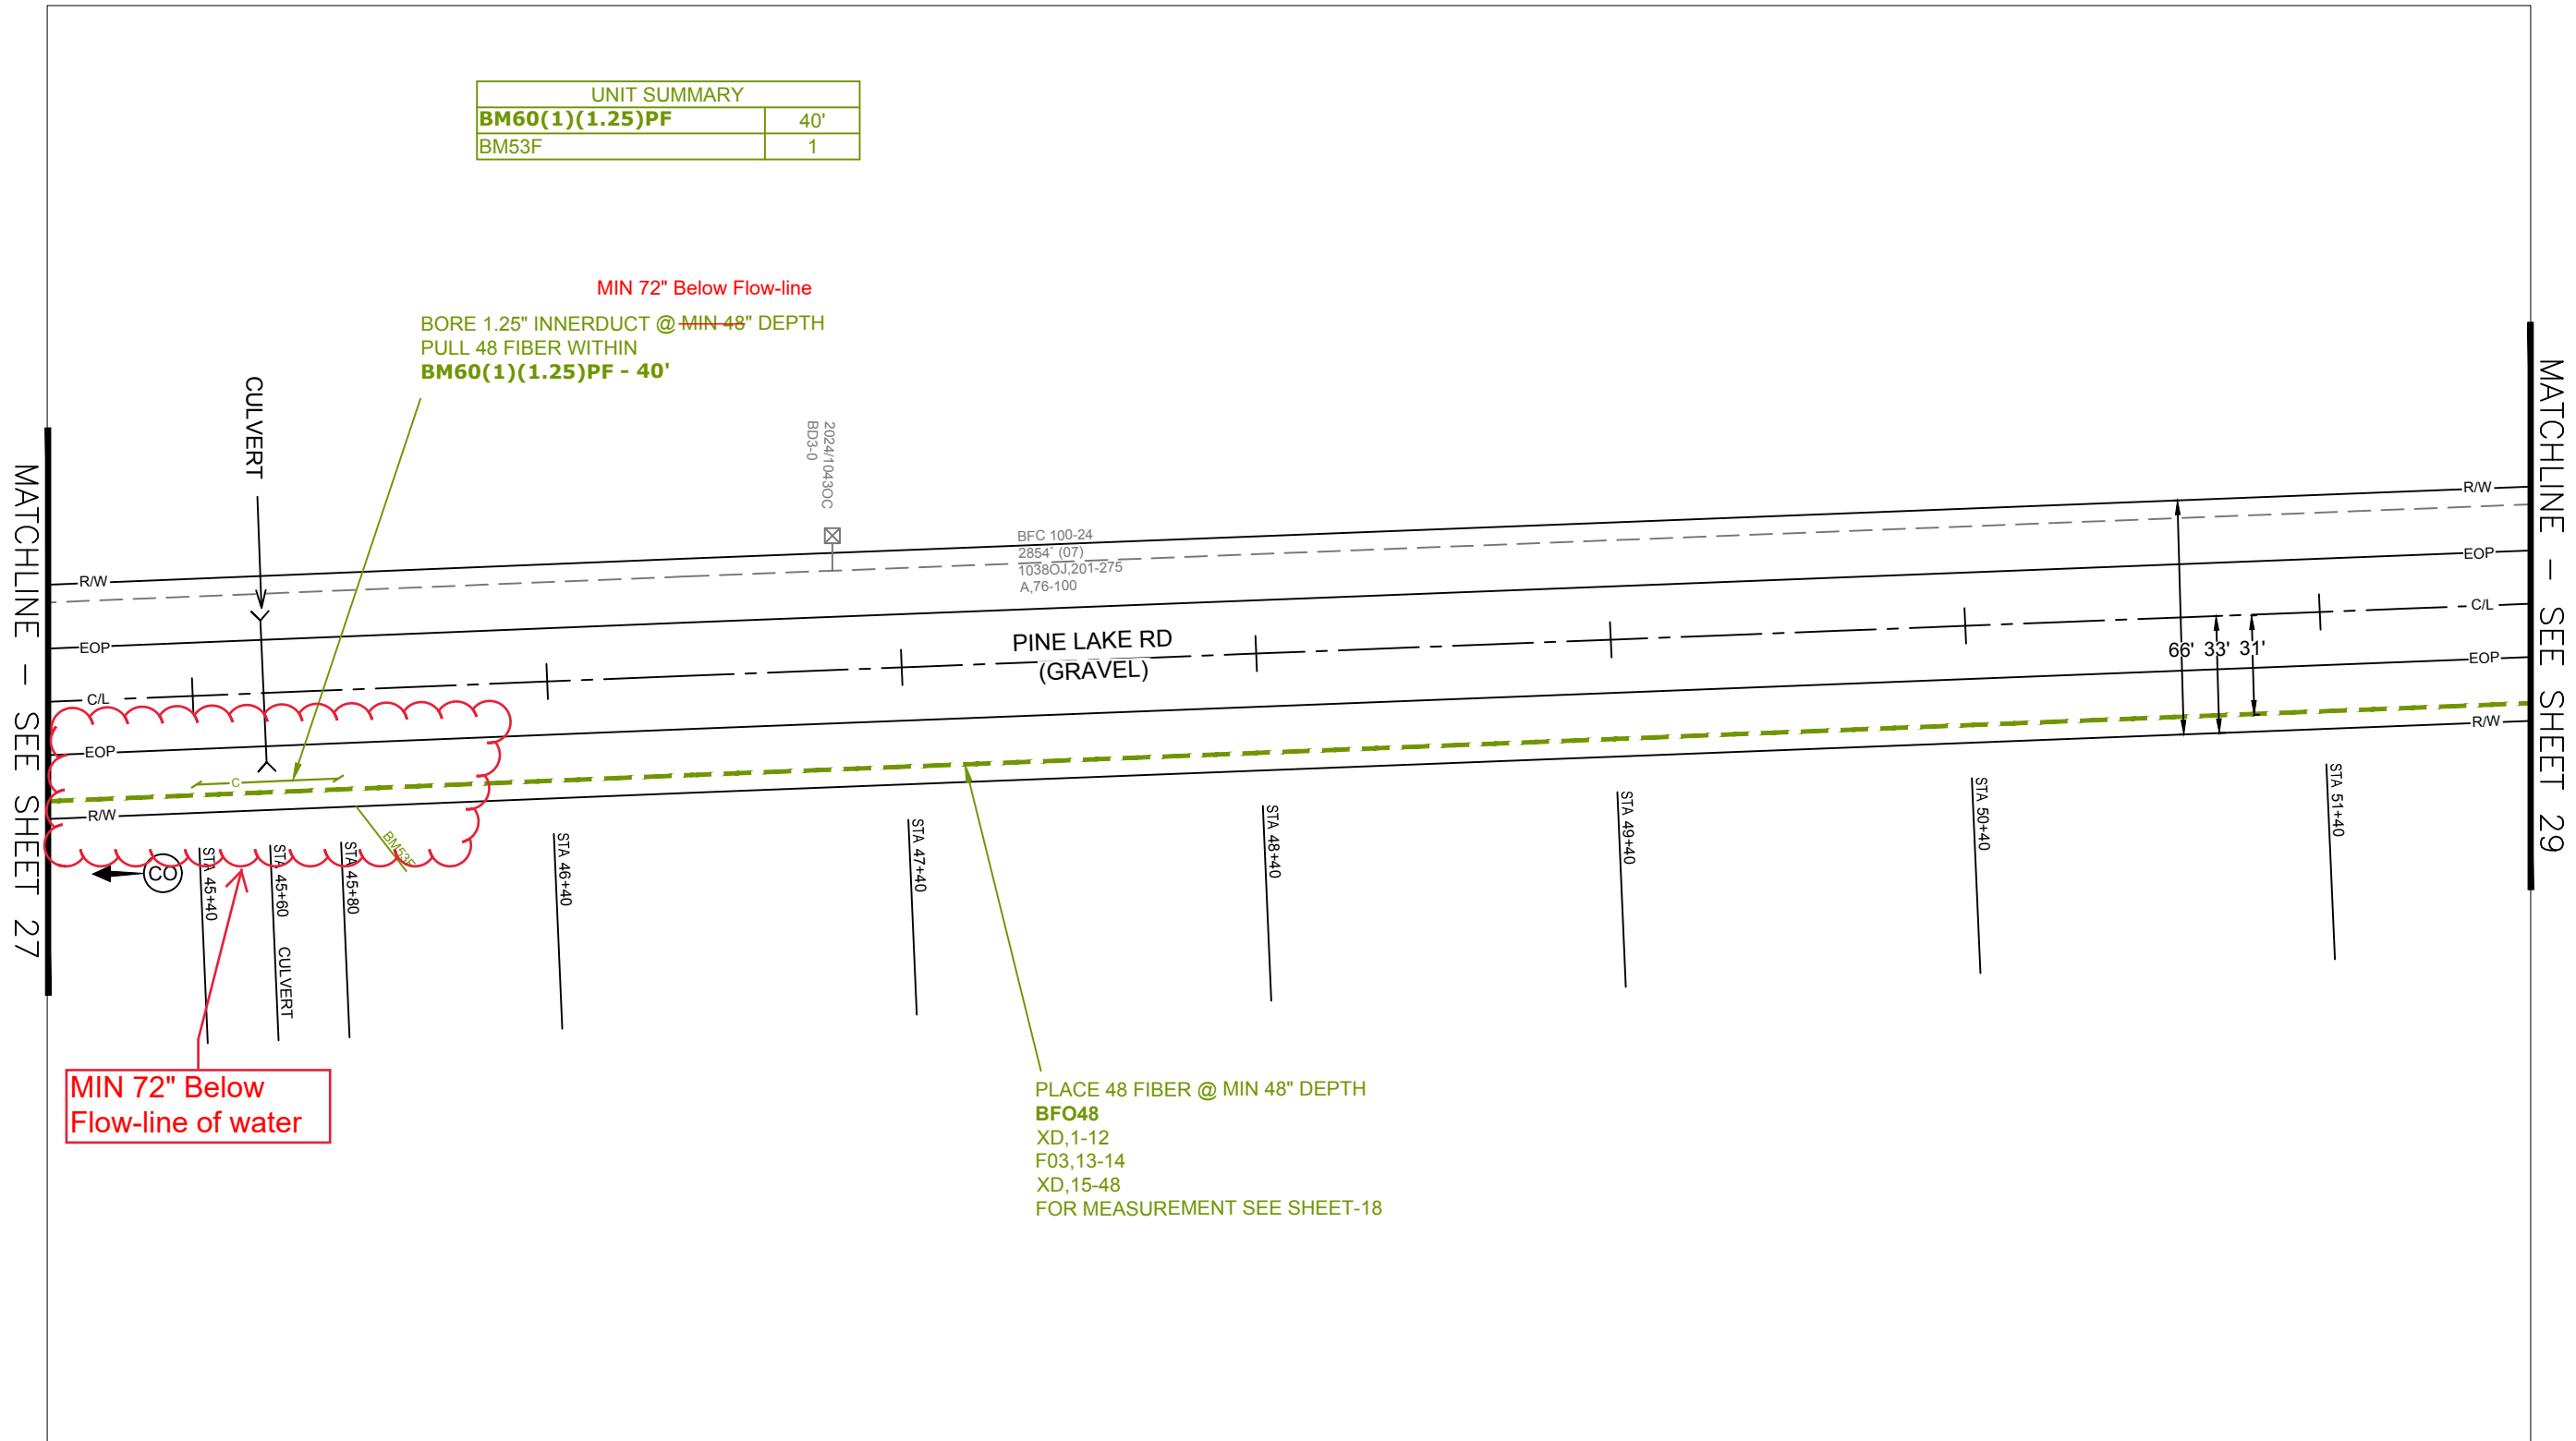 UNIT SUMMARY
BM60(1)(1.25)PF 40'
BM53F 1
MIN 72" Below Flow-line
BORE 1.25" INNERDUCT @ MIN 48" DEPTH
PULL 48 FIBER WITHIN
BM60(1)(1.25)PF - 40'
CULVERT
2024/1043OC
BD3-0
BFC 100-24
2854' (07)
1038OJ,201-275
A,76-100
MATCHLINE - SEE SHEET 27
MATCHLINE - SEE SHEET 29
R/W
R/W
EOP
EOP
C/L
C/L
PINE LAKE RD
(GRAVEL)
66' 33' 31'
EOP
EOP
R/W
R/W
C
BM53F
CO
STA 45+40
STA 45+60 CULVERT
STA 45+80
STA 46+40
STA 47+40
STA 48+40
STA 49+40
STA 50+40
STA 51+40
MIN 72" Below
Flow-line of water
PLACE 48 FIBER @ MIN 48" DEPTH
BFO48
XD,1-12
F03,13-14
XD,15-48
FOR MEASUREMENT SEE SHEET-18